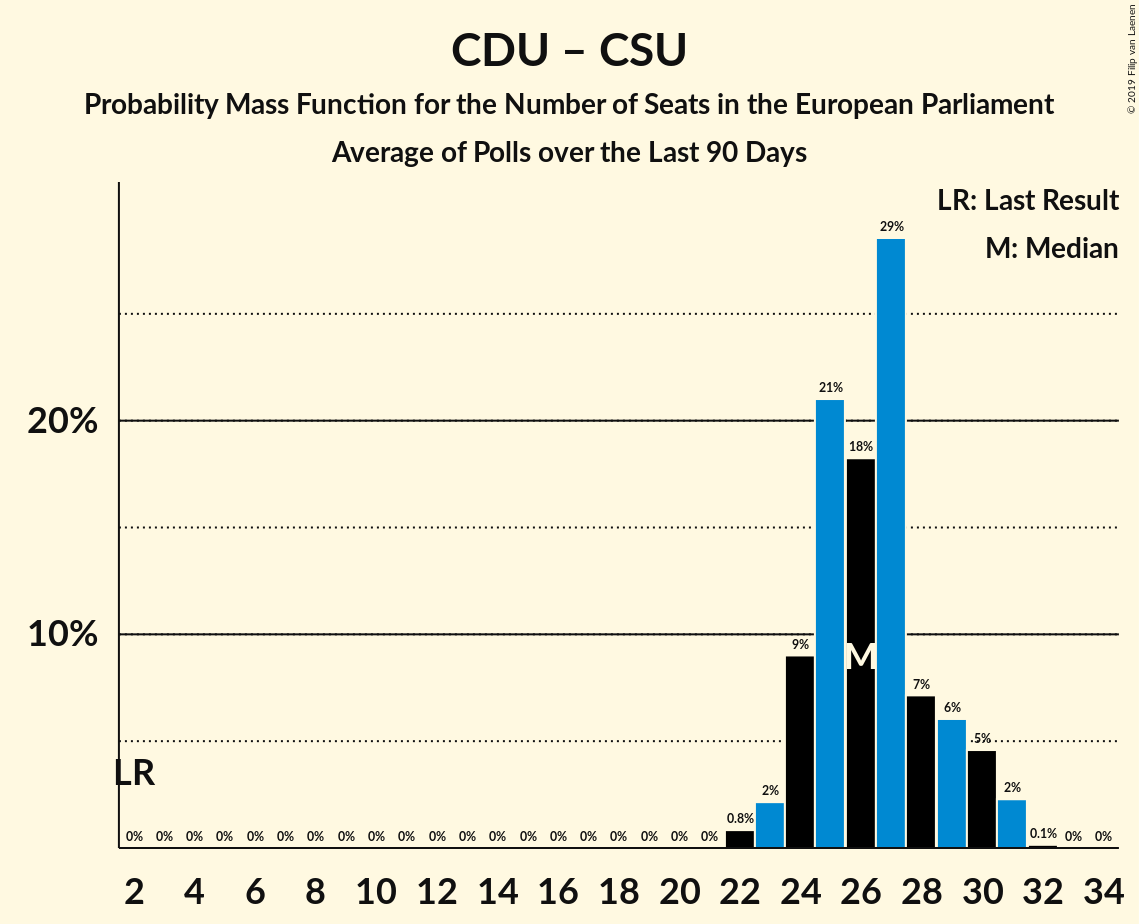 CDU – CSU
Probability Mass Function for the Number of Seats in the European Parliament
Average of Polls over the Last 90 Days
© 2019 Filip van Laenen
LR: Last Result
M: Median
29%
21%
20%
18%
10%
9%
M
7%
6%
5%
LR
2%
2%
0.8%
0.1%
0% 0% 0% 0% 0% 0% 0% 0% 0% 0% 0% 0% 0% 0% 0% 0% 0% 0% 0% 0% 0% 0%
2 4 6 8 10 12 14 16 18 20 22 24 26 28 30 32 34